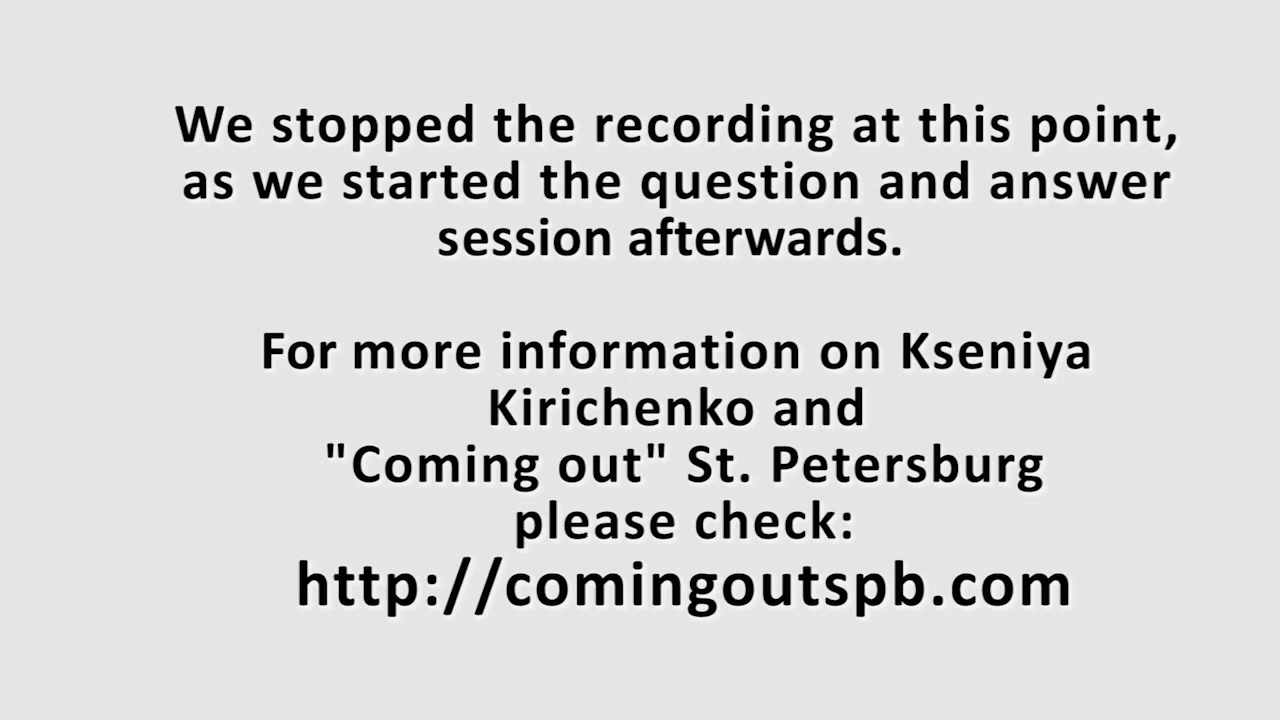 We stopped the recording at this point,
as we started the question and answer
session afterwards.
For more information on Kseniya
Kirichenko and
"Coming out" St. Petersburg
please check:
http://comingoutspb.com